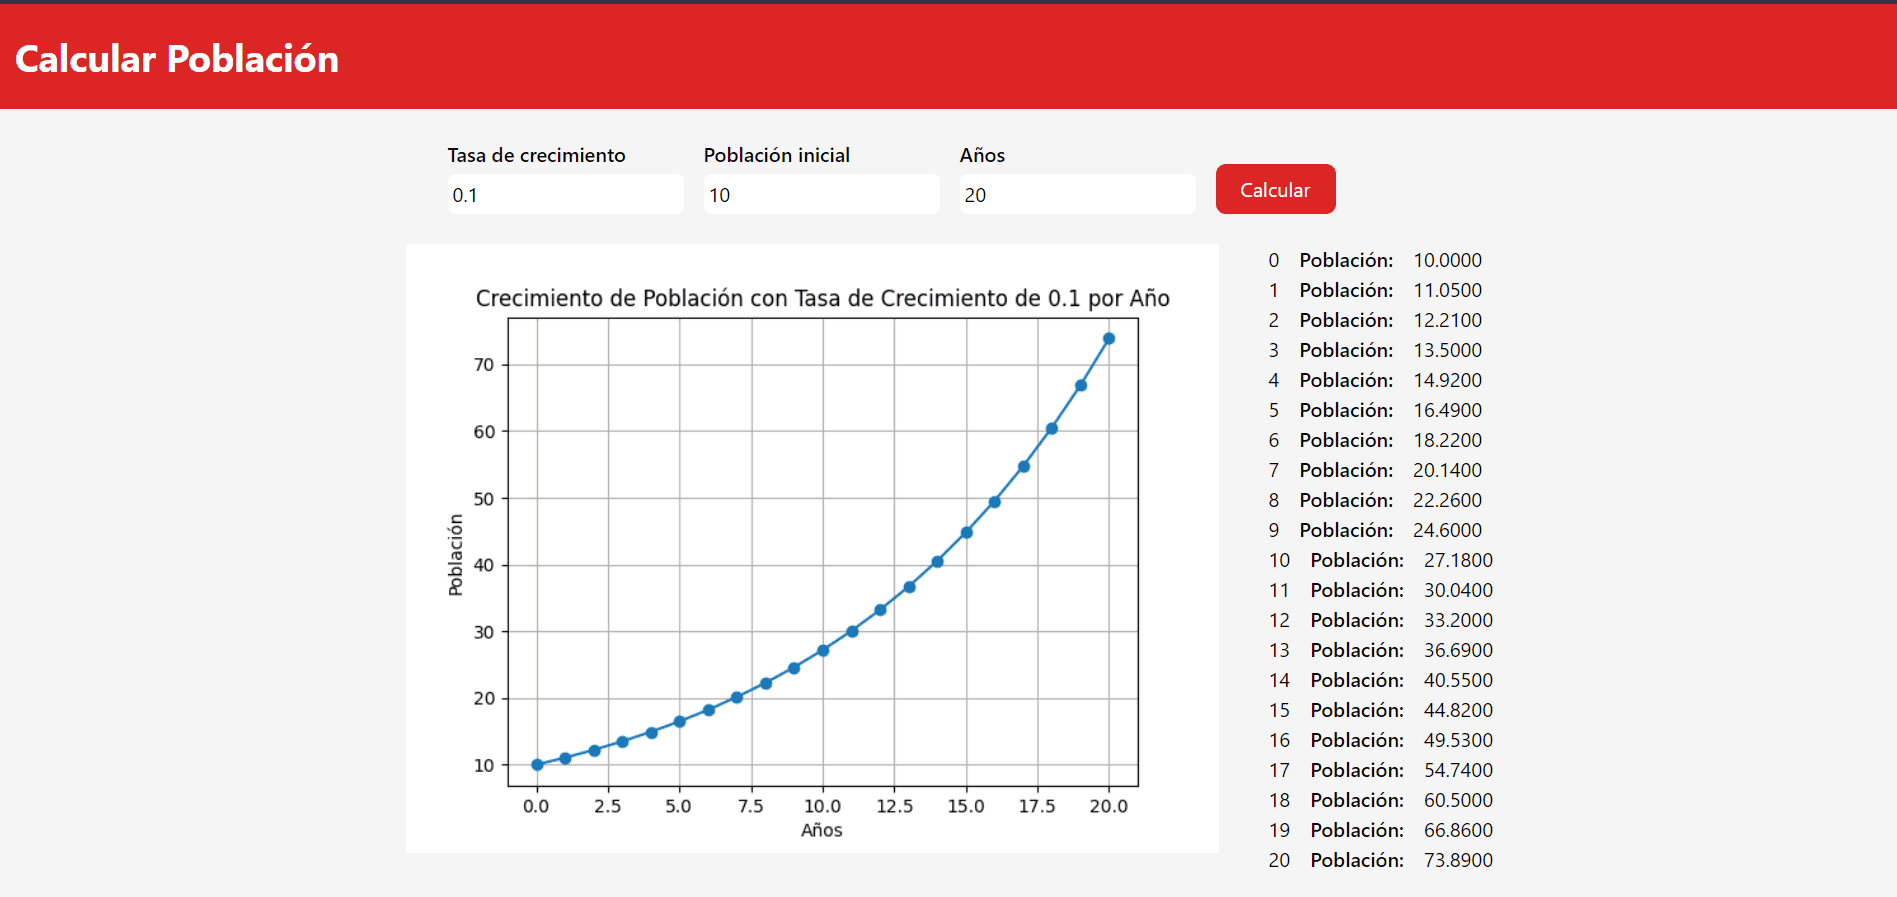 Calcular Población
Tasa de crecimiento
Población inicial
Años
0.1
10
20
Calcular
Crecimiento de Población con Tasa de Crecimiento de 0.1 por Año
70
60
50
40
30
20
10
Población
0.0 2.5 5.0 7.5 10.0 12.5 15.0 17.5 20.0
Años
0 Población: 10.0000
1 Población: 11.0500
2 Población: 12.2100
3 Población: 13.5000
4 Población: 14.9200
5 Población: 16.4900
6 Población: 18.2200
7 Población: 20.1400
8 Población: 22.2600
9 Población: 24.6000
10 Población: 27.1800
11 Población: 30.0400
12 Población: 33.2000
13 Población: 36.6900
14 Población: 40.5500
15 Población: 44.8200
16 Población: 49.5300
17 Población: 54.7400
18 Población: 60.5000
19 Población: 66.8600
20 Población: 73.8900